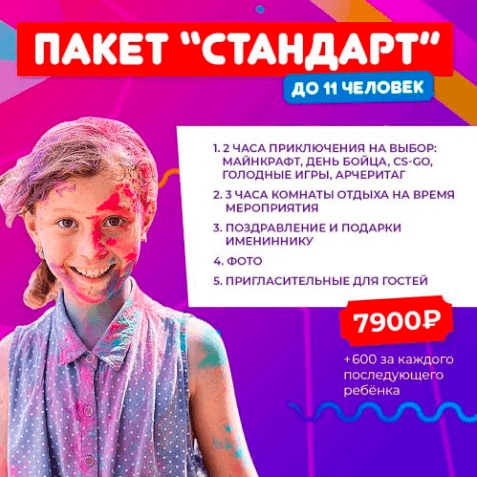 ПАКЕТ "СТАНДАРТ"
ДО 11 ЧЕЛОВЕК
1. 2 ЧАСА ПРИКЛЮЧЕНИЯ НА ВЫБОР:
МАЙНКРАФТ, ДЕНЬ БОЙЦА, CS-GO,
ГОЛОДНЫЕ ИГРЫ, АРЧЕРИТАГ
2. 3 ЧАСА КОМНАТЫ ОТДЫХА НА ВРЕМЯ
МЕРОПРИЯТИЯ
3. ПОЗДРАВЛЕНИЕ И ПОДАРКИ
ИМЕНИННИКУ
4. ФОТО
5. ПРИГЛАСИТЕЛЬНЫЕ ДЛЯ ГОСТЕЙ
7900₽
+600 за каждого
последующего
ребёнка